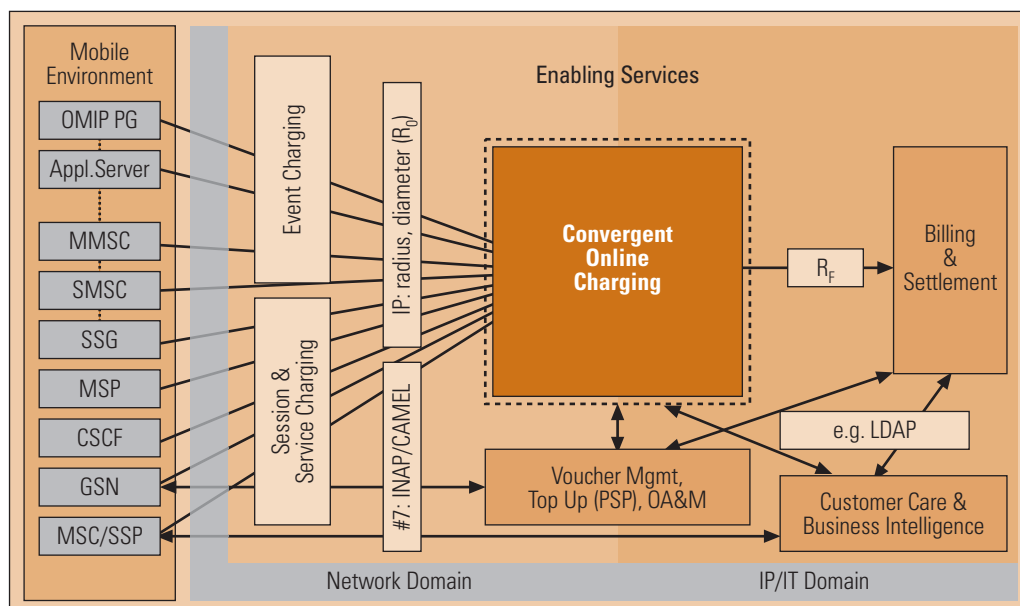 Mobile
Environment
OMIP PG
Appl.Server
MMSC
SMSC
SSG
MSP
CSCF
GSN
MSC/SSP
Event Charging
Session &
Service Charging
IP: radius, diameter (R0)
#7: INAP/CAMEL
Enabling Services
Convergent
Online
Charging
RF
Billing
&
Settlement
e.g. LDAP
Voucher Mgmt,
Top Up (PSP), OA&M
Customer Care &
Business Intelligence
Network Domain
IP/IT Domain